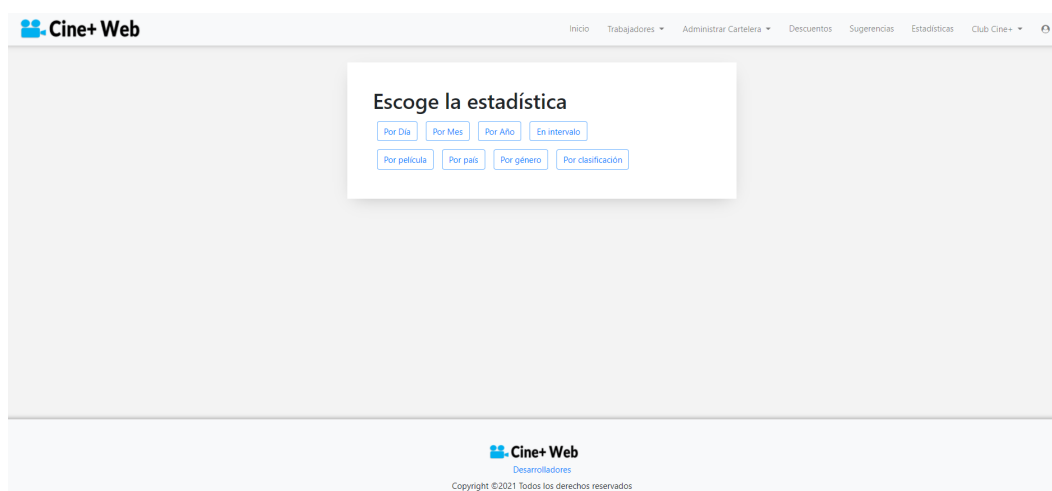 Cine+ Web
Inicio Trabajadores Administrar Cartelera Descuentos Sugerencias Estadísticas Club Cine+
Escoge la estadística
Por Día Por Mes Por Año En intervalo
Por película Por país Por género Por clasificación
Cine+ Web
Desarrolladores
Copyright ©2021 Todos los derechos reservados